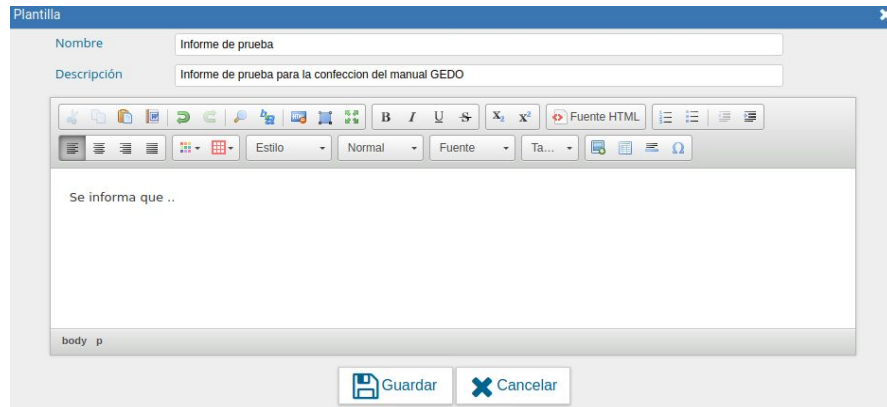 Plantilla
Nombre Informe de prueba
Descripción Informe de prueba para la confeccion del manual GEDO
B I U S X₂ x² Fuente HTML
Estilo Normal Fuente Ta... Ω
Se informa que ..
body p
Guardar Cancelar